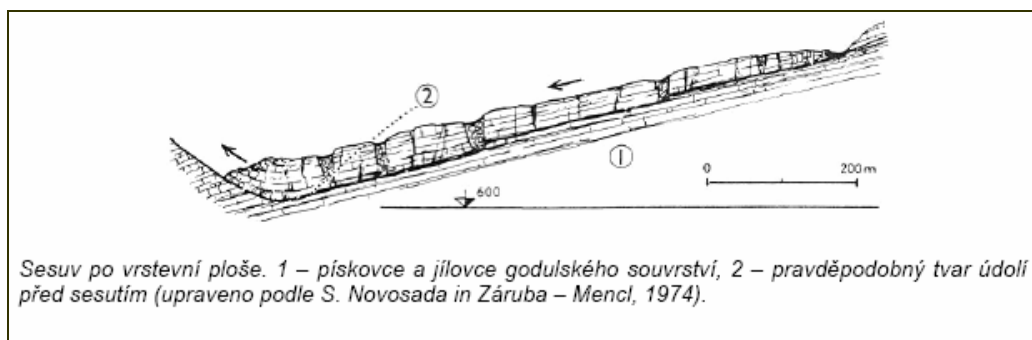 ②
①
0 200 m
600
Sesuv po vrstevní ploše. 1 – pískovce a jílovce godulského souvrství, 2 – pravděpodobný tvar údolí
před sesutím (upraveno podle S. Novosada in Záruba – Mencl, 1974).